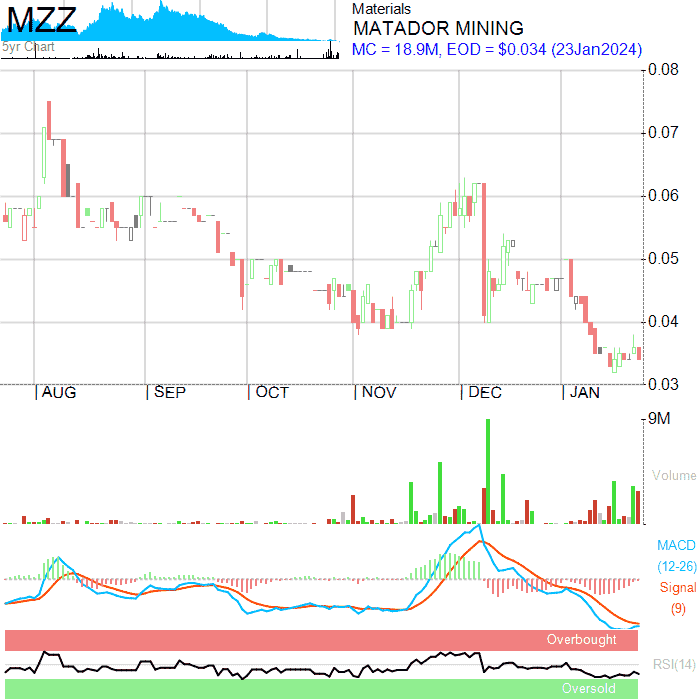 MZZ
5yr Chart
Materials
MATADOR MINING
MC = 18.9M, EOD = $0.034 (23Jan2024)
0.08
0.07
0.06
0.05
0.04
0.03
AUG SEP OCT NOV DEC JAN
9M
Volume
MACD
(12-26)
Signal
(9)
Overbought
RSI(14)
Oversold